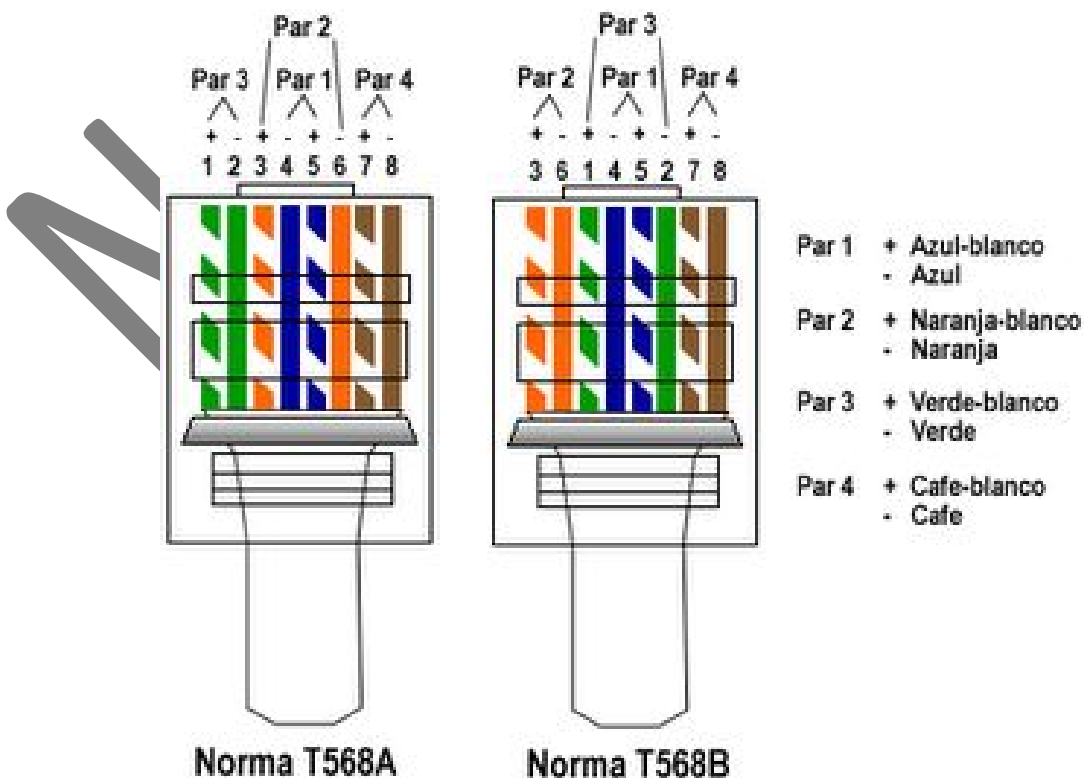 Par 2
Par 3 Par 1 Par 4
+ - + - + - + -
1 2 3 4 5 6 7 8
Norma T568A
Par 3
Par 2 Par 1 Par 4
+ - + - + - + -
3 6 1 4 5 2 7 8
Norma T568B
Par 1 + Azul-blanco
- Azul
Par 2 + Naranja-blanco
- Naranja
Par 3 + Verde-blanco
- Verde
Par 4 + Cafe-blanco
- Cafe